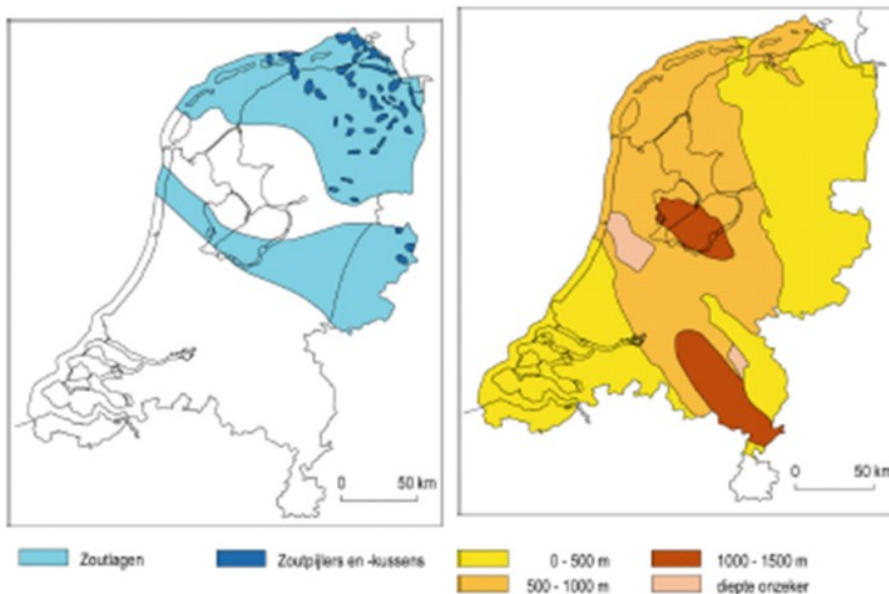 0 50 km
0 50 km
Zoutlagen
Zoutpijlers en -kussens
0 - 500 m
1000 - 1500 m
500 - 1000 m
diepte onzeker